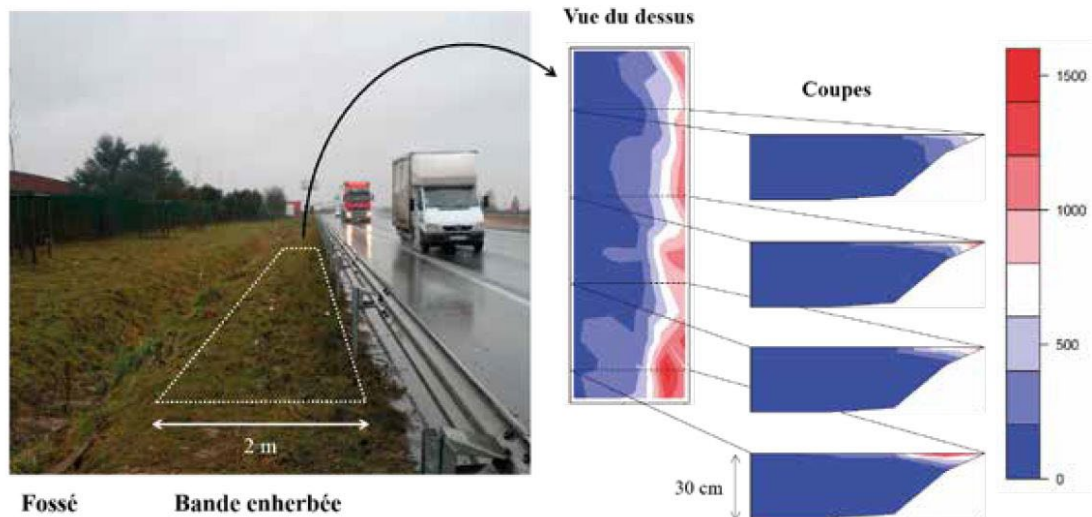 Vue du dessus
Coupes
1500
1000
500
0
2 m
30 cm
Fossé
Bande enherbée